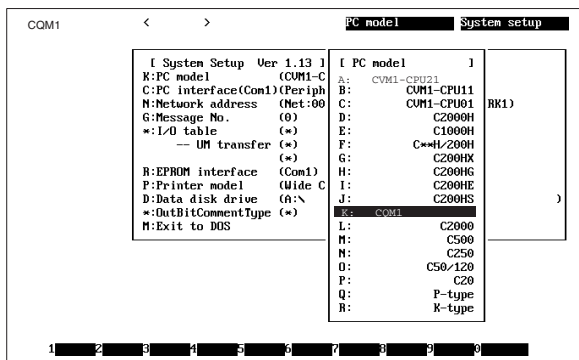 CQM1 < > PC model System setup
[ System Setup Ver 1.13 ]
K:PC model (CVM1-C
C:PC interface(Com1)(Periph
N:Network address (Net:00 RK1)
G:Message No. (0)
*:I/O table (*)
-- UM transfer (*)
(*)
R:EPROM interface (Com1)
P:Printer model (Wide C
D:Data disk drive (A:\ )
*:OutBitCommentType (*)
M:Exit to DOS
[ PC model ]
A: CVM1-CPU21
B: CVM1-CPU11
C: CVM1-CPU01
D: C2000H
E: C1000H
F: C**H/200H
G: C200HX
H: C200HG
I: C200HE
J: C200HS
K: CQM1
L: C2000
M: C500
N: C250
O: C50/120
P: C20
Q: P-type
R: K-type
1 2 3 4 5 6 7 8 9 0